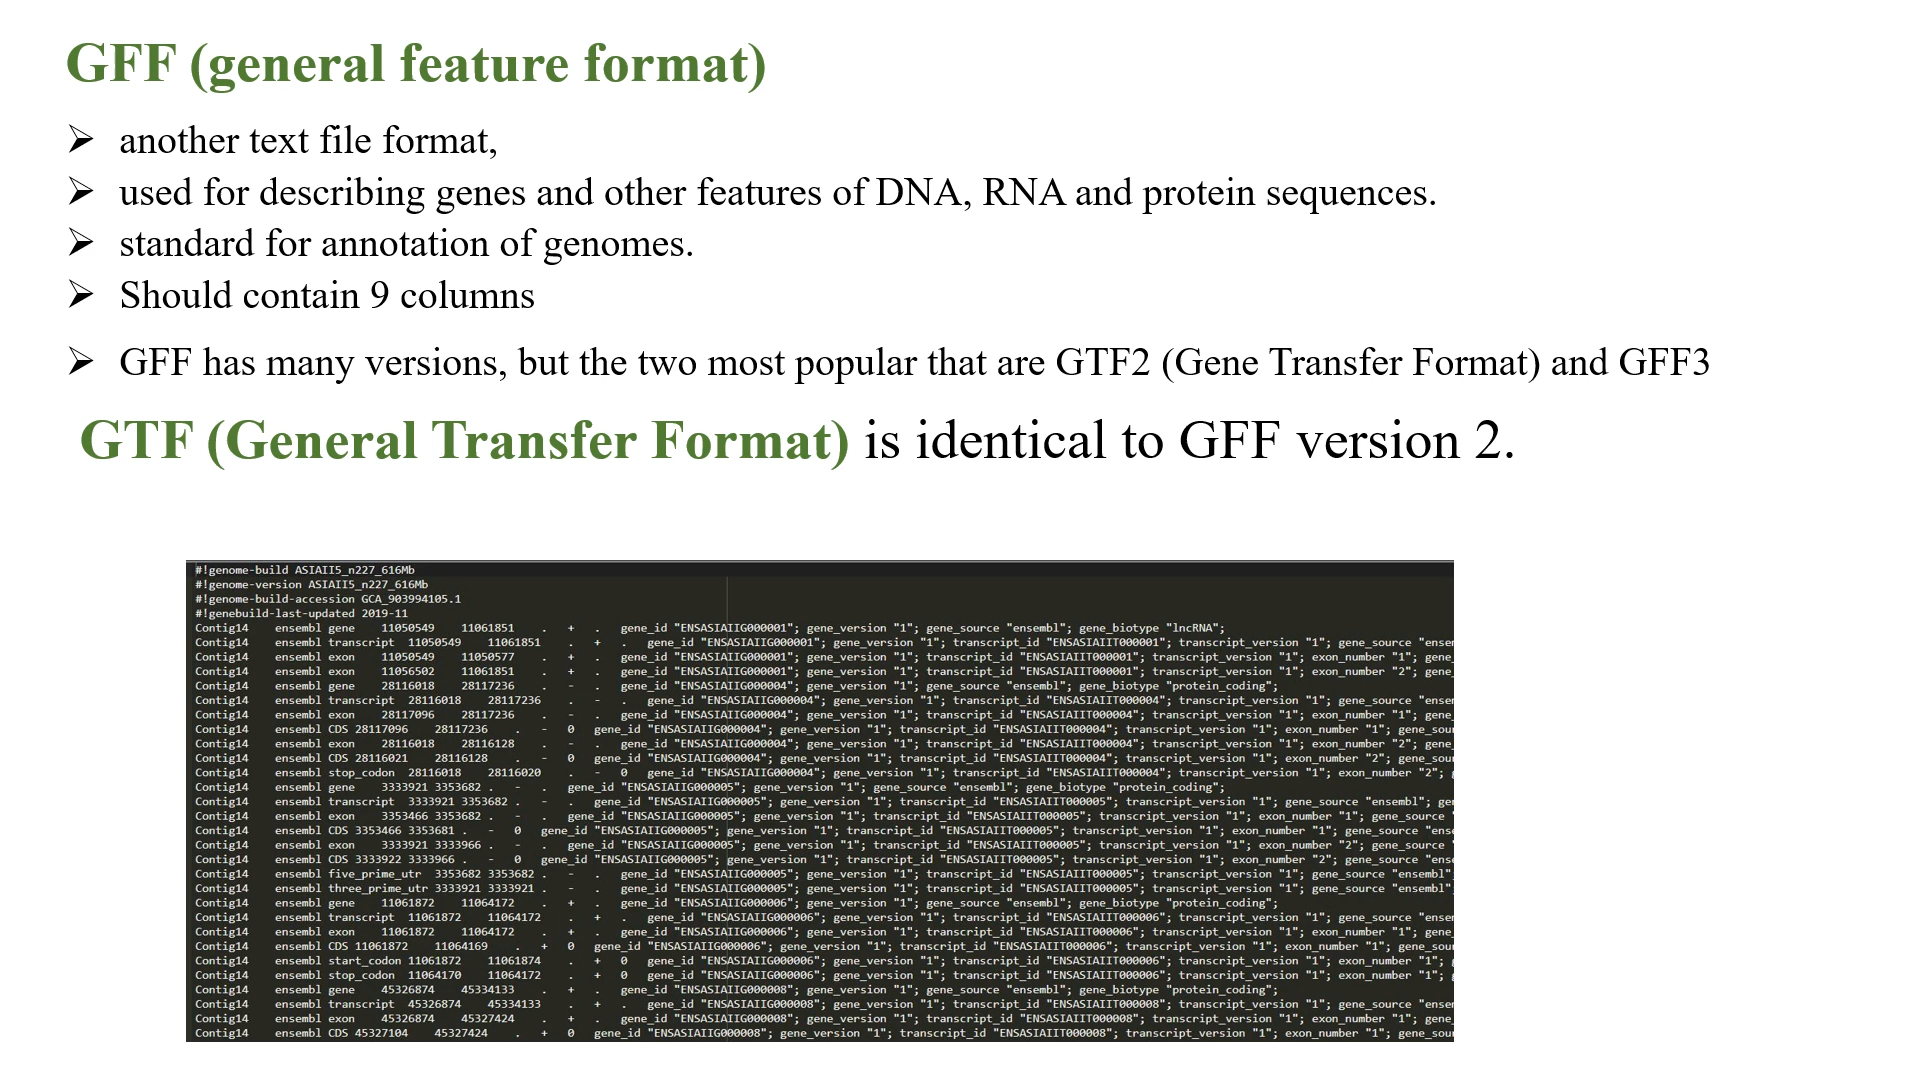 GFF (general feature format)
➢ another text file format,
➢ used for describing genes and other features of DNA, RNA and protein sequences.
➢ standard for annotation of genomes.
➢ Should contain 9 columns
➢ GFF has many versions, but the two most popular that are GTF2 (Gene Transfer Format) and GFF3
GTF (General Transfer Format) is identical to GFF version 2.
#!genome-build ASIAII5_n227_616Mb
#!genome-version ASIAII5_n227_616Mb
#!genome-build-accession GCA_903994105.1
#!genebuild-last-updated 2019-11
Contig14 ensembl gene 11050549 11061851 . + . gene_id "ENSASIAIIG000001"; gene_version "1"; gene_source "ensembl"; gene_biotype "lncRNA";
Contig14 ensembl transcript 11050549 11061851 . + . gene_id "ENSASIAIIG000001"; gene_version "1"; transcript_id "ENSASIAIIT000001"; transcript_version "1"; gene_source "ensem
Contig14 ensembl exon 11050549 11050577 . + . gene_id "ENSASIAIIG000001"; gene_version "1"; transcript_id "ENSASIAIIT000001"; transcript_version "1"; exon_number "1"; gene_
Contig14 ensembl exon 11056502 11061851 . + . gene_id "ENSASIAIIG000001"; gene_version "1"; transcript_id "ENSASIAIIT000001"; transcript_version "1"; exon_number "2"; gene_
Contig14 ensembl gene 28116018 28117236 . - . gene_id "ENSASIAIIG000004"; gene_version "1"; gene_source "ensembl"; gene_biotype "protein_coding";
Contig14 ensembl transcript 28116018 28117236 . - . gene_id "ENSASIAIIG000004"; gene_version "1"; transcript_id "ENSASIAIIT000004"; transcript_version "1"; gene_source "ensem
Contig14 ensembl exon 28117096 28117236 . - . gene_id "ENSASIAIIG000004"; gene_version "1"; transcript_id "ENSASIAIIT000004"; transcript_version "1"; exon_number "1"; gene_
Contig14 ensembl CDS 28117096 28117236 . - 0 gene_id "ENSASIAIIG000004"; gene_version "1"; transcript_id "ENSASIAIIT000004"; transcript_version "1"; exon_number "1"; gene_sou
Contig14 ensembl exon 28116018 28116128 . - . gene_id "ENSASIAIIG000004"; gene_version "1"; transcript_id "ENSASIAIIT000004"; transcript_version "1"; exon_number "2"; gene_
Contig14 ensembl CDS 28116021 28116128 . - 0 gene_id "ENSASIAIIG000004"; gene_version "1"; transcript_id "ENSASIAIIT000004"; transcript_version "1"; exon_number "2"; gene_sou
Contig14 ensembl stop_codon 28116018 28116020 . - 0 gene_id "ENSASIAIIG000004"; gene_version "1"; transcript_id "ENSASIAIIT000004"; transcript_version "1"; exon_number "2"; g
Contig14 ensembl gene 3333921 3353682 . - . gene_id "ENSASIAIIG000005"; gene_version "1"; gene_source "ensembl"; gene_biotype "protein_coding";
Contig14 ensembl transcript 3333921 3353682 . - . gene_id "ENSASIAIIG000005"; gene_version "1"; transcript_id "ENSASIAIIT000005"; transcript_version "1"; gene_source "ensembl"; gen
Contig14 ensembl exon 3353466 3353682 . - . gene_id "ENSASIAIIG000005"; gene_version "1"; transcript_id "ENSASIAIIT000005"; transcript_version "1"; exon_number "1"; gene_source "
Contig14 ensembl CDS 3353466 3353681 . - 0 gene_id "ENSASIAIIG000005"; gene_version "1"; transcript_id "ENSASIAIIT000005"; transcript_version "1"; exon_number "1"; gene_source "ense
Contig14 ensembl exon 3333921 3333966 . - . gene_id "ENSASIAIIG000005"; gene_version "1"; transcript_id "ENSASIAIIT000005"; transcript_version "1"; exon_number "2"; gene_source "
Contig14 ensembl CDS 3333922 3333966 . - 0 gene_id "ENSASIAIIG000005"; gene_version "1"; transcript_id "ENSASIAIIT000005"; transcript_version "1"; exon_number "2"; gene_source "ense
Contig14 ensembl five_prime_utr 3353682 3353682 . - . gene_id "ENSASIAIIG000005"; gene_version "1"; transcript_id "ENSASIAIIT000005"; transcript_version "1"; gene_source "ensembl"
Contig14 ensembl three_prime_utr 3333921 3333921 . - . gene_id "ENSASIAIIG000005"; gene_version "1"; transcript_id "ENSASIAIIT000005"; transcript_version "1"; gene_source "ensembl"
Contig14 ensembl gene 11061872 11064172 . + . gene_id "ENSASIAIIG000006"; gene_version "1"; gene_source "ensembl"; gene_biotype "protein_coding";
Contig14 ensembl transcript 11061872 11064172 . + . gene_id "ENSASIAIIG000006"; gene_version "1"; transcript_id "ENSASIAIIT000006"; transcript_version "1"; gene_source "ensem
Contig14 ensembl exon 11061872 11064172 . + . gene_id "ENSASIAIIG000006"; gene_version "1"; transcript_id "ENSASIAIIT000006"; transcript_version "1"; exon_number "1"; gene_
Contig14 ensembl CDS 11061872 11064169 . + 0 gene_id "ENSASIAIIG000006"; gene_version "1"; transcript_id "ENSASIAIIT000006"; transcript_version "1"; exon_number "1"; gene_sou
Contig14 ensembl start_codon 11061872 11061874 . + 0 gene_id "ENSASIAIIG000006"; gene_version "1"; transcript_id "ENSASIAIIT000006"; transcript_version "1"; exon_number "1"; g
Contig14 ensembl stop_codon 11064170 11064172 . + 0 gene_id "ENSASIAIIG000006"; gene_version "1"; transcript_id "ENSASIAIIT000006"; transcript_version "1"; exon_number "1"; g
Contig14 ensembl gene 45326874 45334133 . + . gene_id "ENSASIAIIG000008"; gene_version "1"; gene_source "ensembl"; gene_biotype "protein_coding";
Contig14 ensembl transcript 45326874 45334133 . + . gene_id "ENSASIAIIG000008"; gene_version "1"; transcript_id "ENSASIAIIT000008"; transcript_version "1"; gene_source "ensem
Contig14 ensembl exon 45326874 45327424 . + . gene_id "ENSASIAIIG000008"; gene_version "1"; transcript_id "ENSASIAIIT000008"; transcript_version "1"; exon_number "1"; gene_
Contig14 ensembl CDS 45327104 45327424 . + 0 gene_id "ENSASIAIIG000008"; gene_version "1"; transcript_id "ENSASIAIIT000008"; transcript_version "1"; exon_number "1"; gene_sou